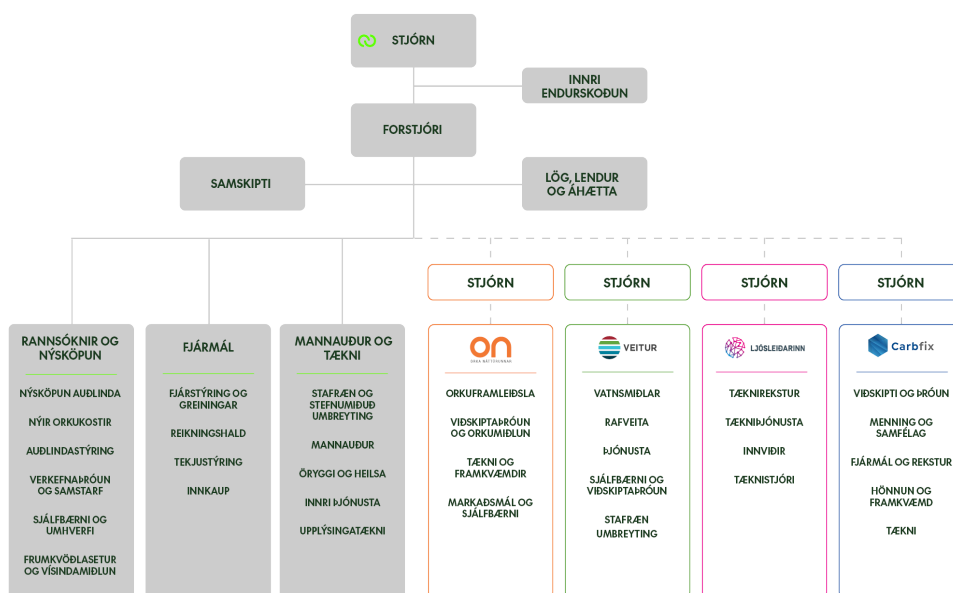 STJÓRN
INNRI
ENDURSKOÐUN
FORSTJÓRI
SAMSKIPTI
LÖG, LENDUR
OG ÁHÆTTA
STJÓRN
STJÓRN
STJÓRN
STJÓRN
RANNSÓKNIR OG
NÝSKÖPUN
NÝSKÖPUN AUÐLINDA
NÝIR ORKUKOSTIR
AUÐLINDASTÝRING
VERKEFNAÞRÓUN
OG SAMSTARF
SJÁLFBÆRNI OG
UMHVERFI
FRUMKVÖÐLASETUR
OG VÍSINDAMIÐLUN
FJÁRMÁL
FJÁRSTÝRING OG
GREININGAR
REIKNINGSHALD
TEKJUSTÝRING
INNKAUP
MANNAUÐUR OG
TÆKNI
STAFRÆN OG
STEFNUMIÐUÐ
UMBREYTING
MANNAUÐUR
ÖRYGGI OG HEILSA
INNRI ÞJÓNUSTA
UPPLÝSINGATÆKNI
on
ORKA NÁTTÚRUNNAR
ORKUFRAMLEIÐSLA
VIÐSKIPTAÞRÓUN
OG ORKUMIÐLUN
TÆKNI OG
FRAMKVÆMDIR
MARKAÐSMÁL OG
SJÁLFBÆRNI
VEITUR
VATNSMIÐLAR
RAFVEITA
ÞJÓNUSTA
SJÁLFBÆRNI OG
VIÐSKIPTAÞRÓUN
STAFRÆN
UMBREYTING
LJÓSLEIÐARINN
TÆKNIREKSTUR
TÆKNIÞJÓNUSTA
INNVIÐIR
TÆKNISTJÓRI
Carbfix
VIÐSKIPTI OG ÞRÓUN
MENNING OG
SAMFÉLAG
FJÁRMÁL OG REKSTUR
HÖNNUN OG
FRAMKVÆMD
TÆKNI